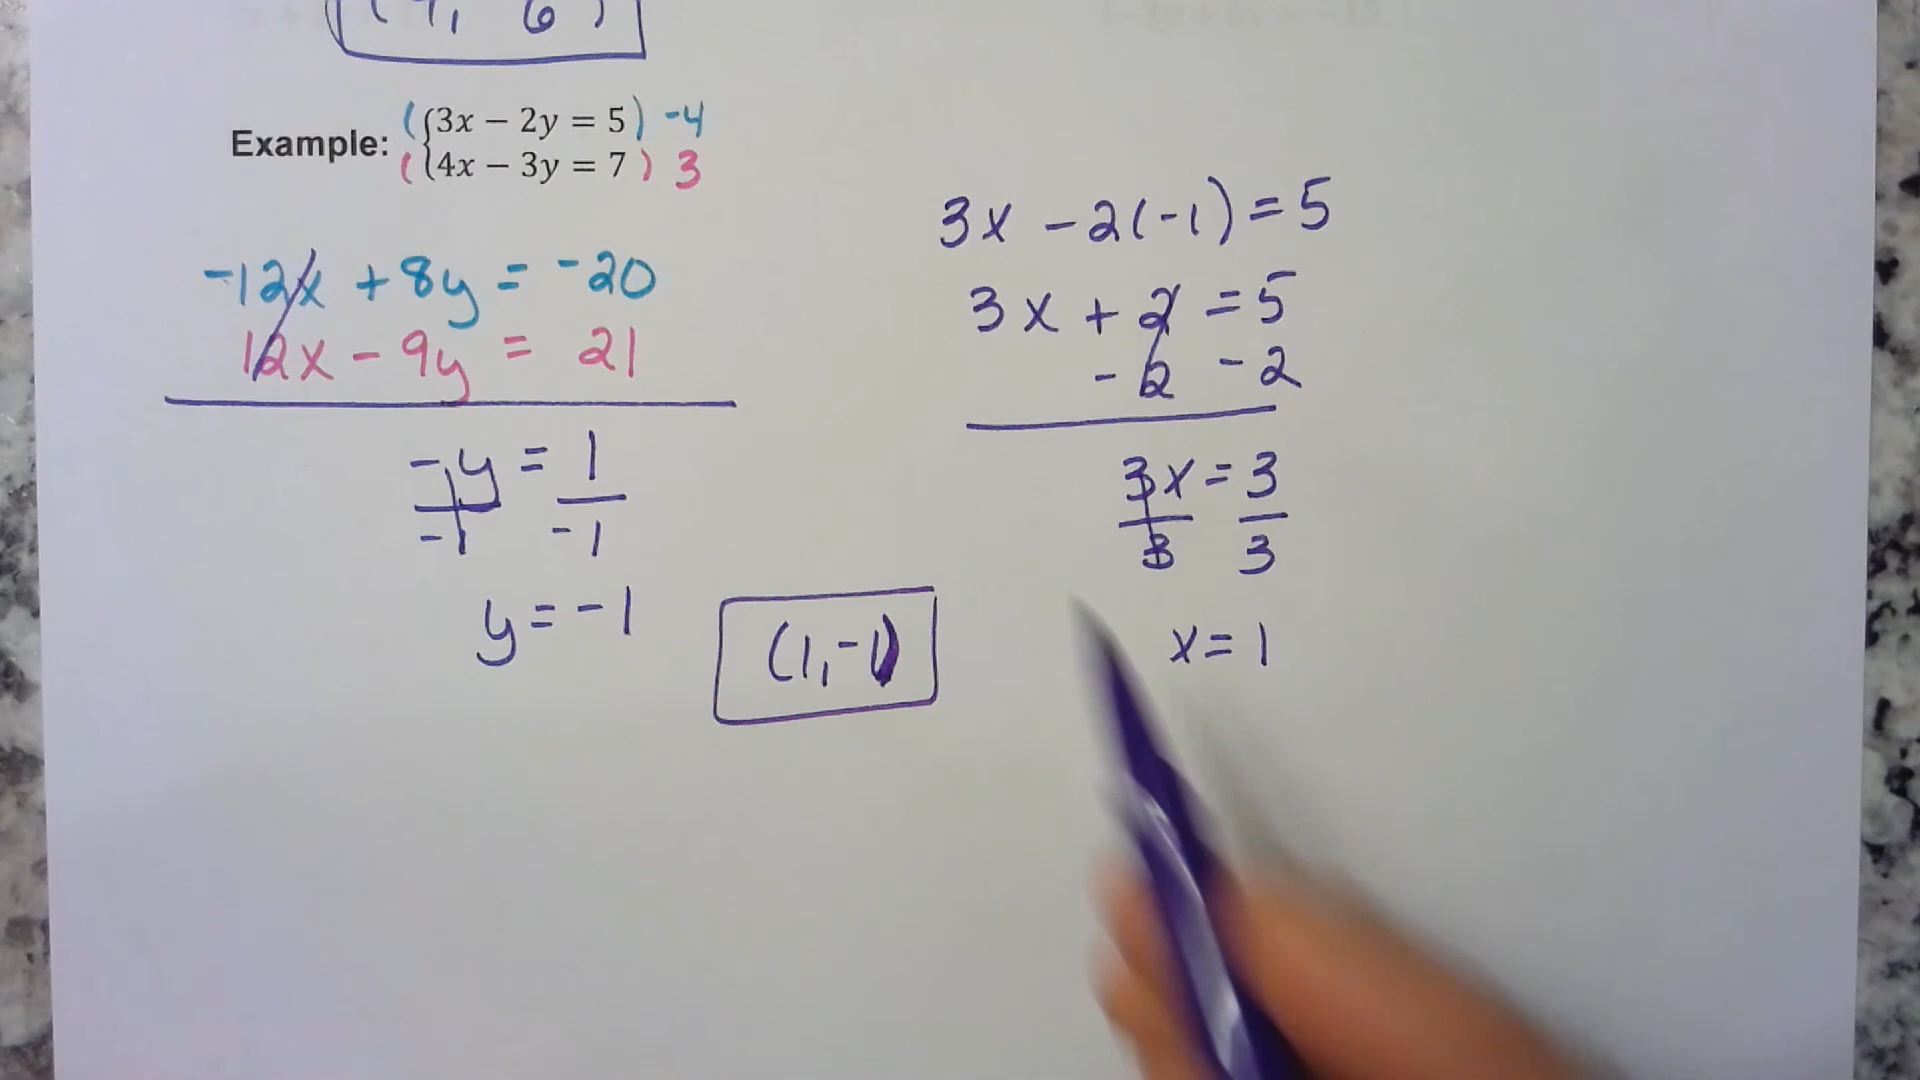 6 )
Example: ( {3x − 2y = 5 ) -4
( 4x − 3y = 7 ) 3
-12x + 8y = -20
12x - 9y = 21
-y = 1
-1 -1
y = -1
(1, -1)
3x - 2(-1) = 5
3x + 2 = 5
- 2 - 2
3x = 3
3 3
x = 1